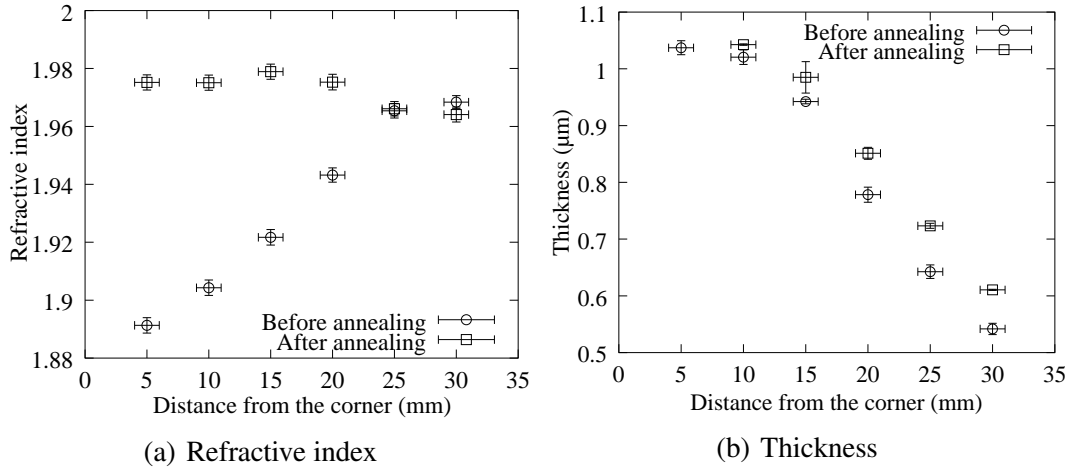 2
1.98
1.96
1.94
1.92
1.9
1.88
Refractive index
Before annealing
After annealing
0 5 10 15 20 25 30 35
Distance from the corner (mm)
(a) Refractive index
1.1
1
0.9
0.8
0.7
0.6
0.5
Thickness (μm)
Before annealing
After annealing
0 5 10 15 20 25 30 35
Distance from the corner (mm)
(b) Thickness